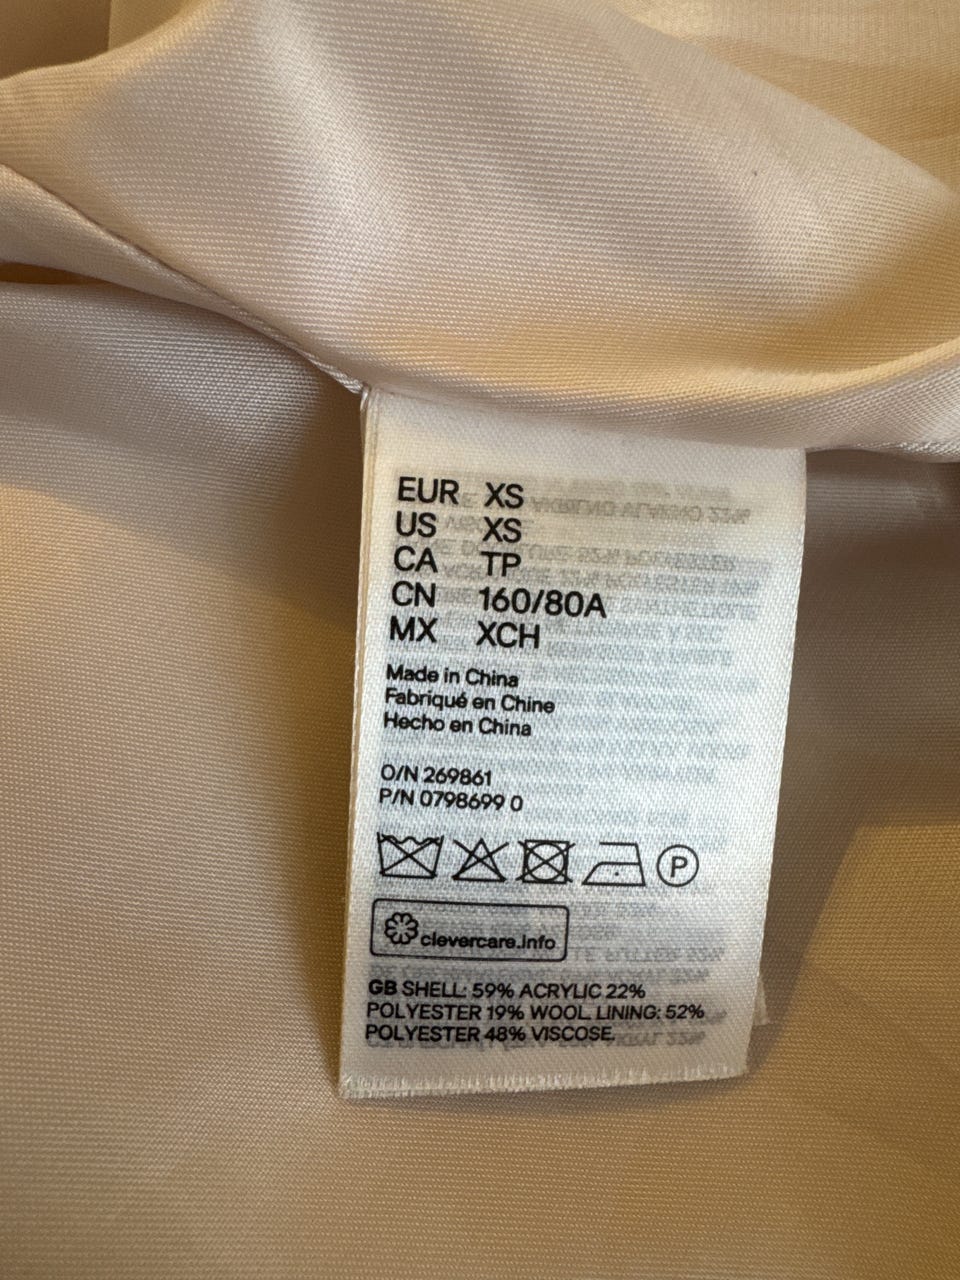 EUR XS
US XS
CA TP
CN 160/80A
MX XCH
Made in China
Fabriqué en Chine
Hecho en China
O/N 269861
P/N 0798699 0
P
clevercare.info
GB SHELL: 59% ACRYLIC 22%
POLYESTER 19% WOOL. LINING: 52%
POLYESTER 48% VISCOSE.